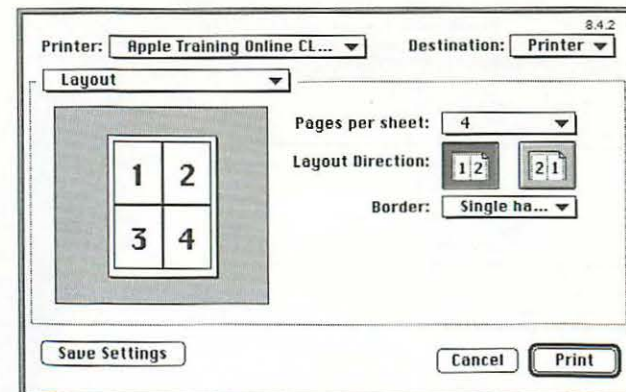 8.4.2
Printer: Apple Training Online CL... Destination: Printer
Layout
Pages per sheet: 4
Layout Direction: 1 2 2 1
Border: Single ha...
1 2
3 4
Save Settings Cancel Print